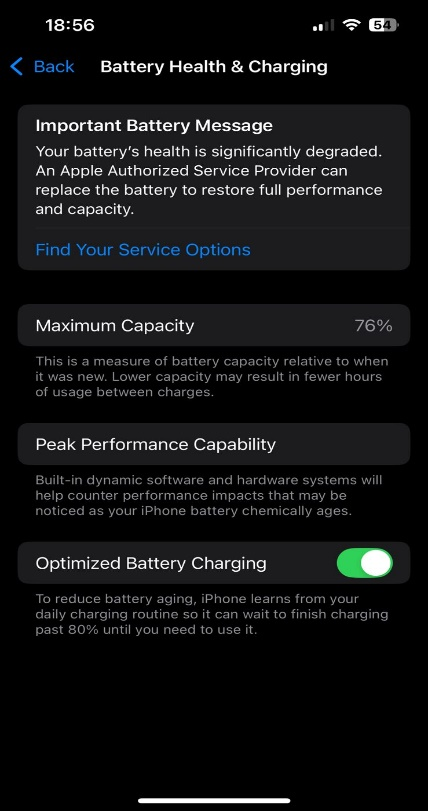 18:56
54
Back
Battery Health & Charging
Important Battery Message
Your battery's health is significantly degraded.
An Apple Authorized Service Provider can
replace the battery to restore full performance
and capacity.
Find Your Service Options
Maximum Capacity
76%
This is a measure of battery capacity relative to when
it was new. Lower capacity may result in fewer hours
of usage between charges.
Peak Performance Capability
Built-in dynamic software and hardware systems will
help counter performance impacts that may be
noticed as your iPhone battery chemically ages.
Optimized Battery Charging
To reduce battery aging, iPhone learns from your
daily charging routine so it can wait to finish charging
past 80% until you need to use it.